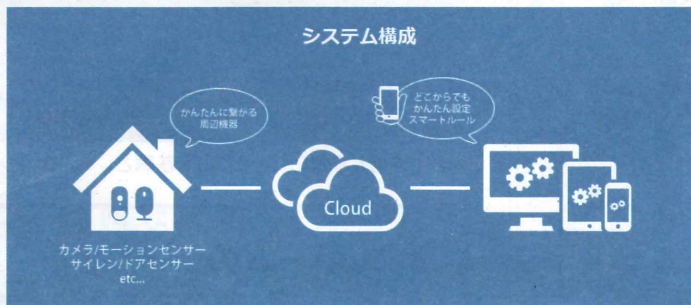 システム構成
かんたんに繋がる
周辺機器
どこからでも
かんたん設定
スマートルール
Cloud
カメラ/モーションセンサー
サイレン/ドアセンサー
etc...